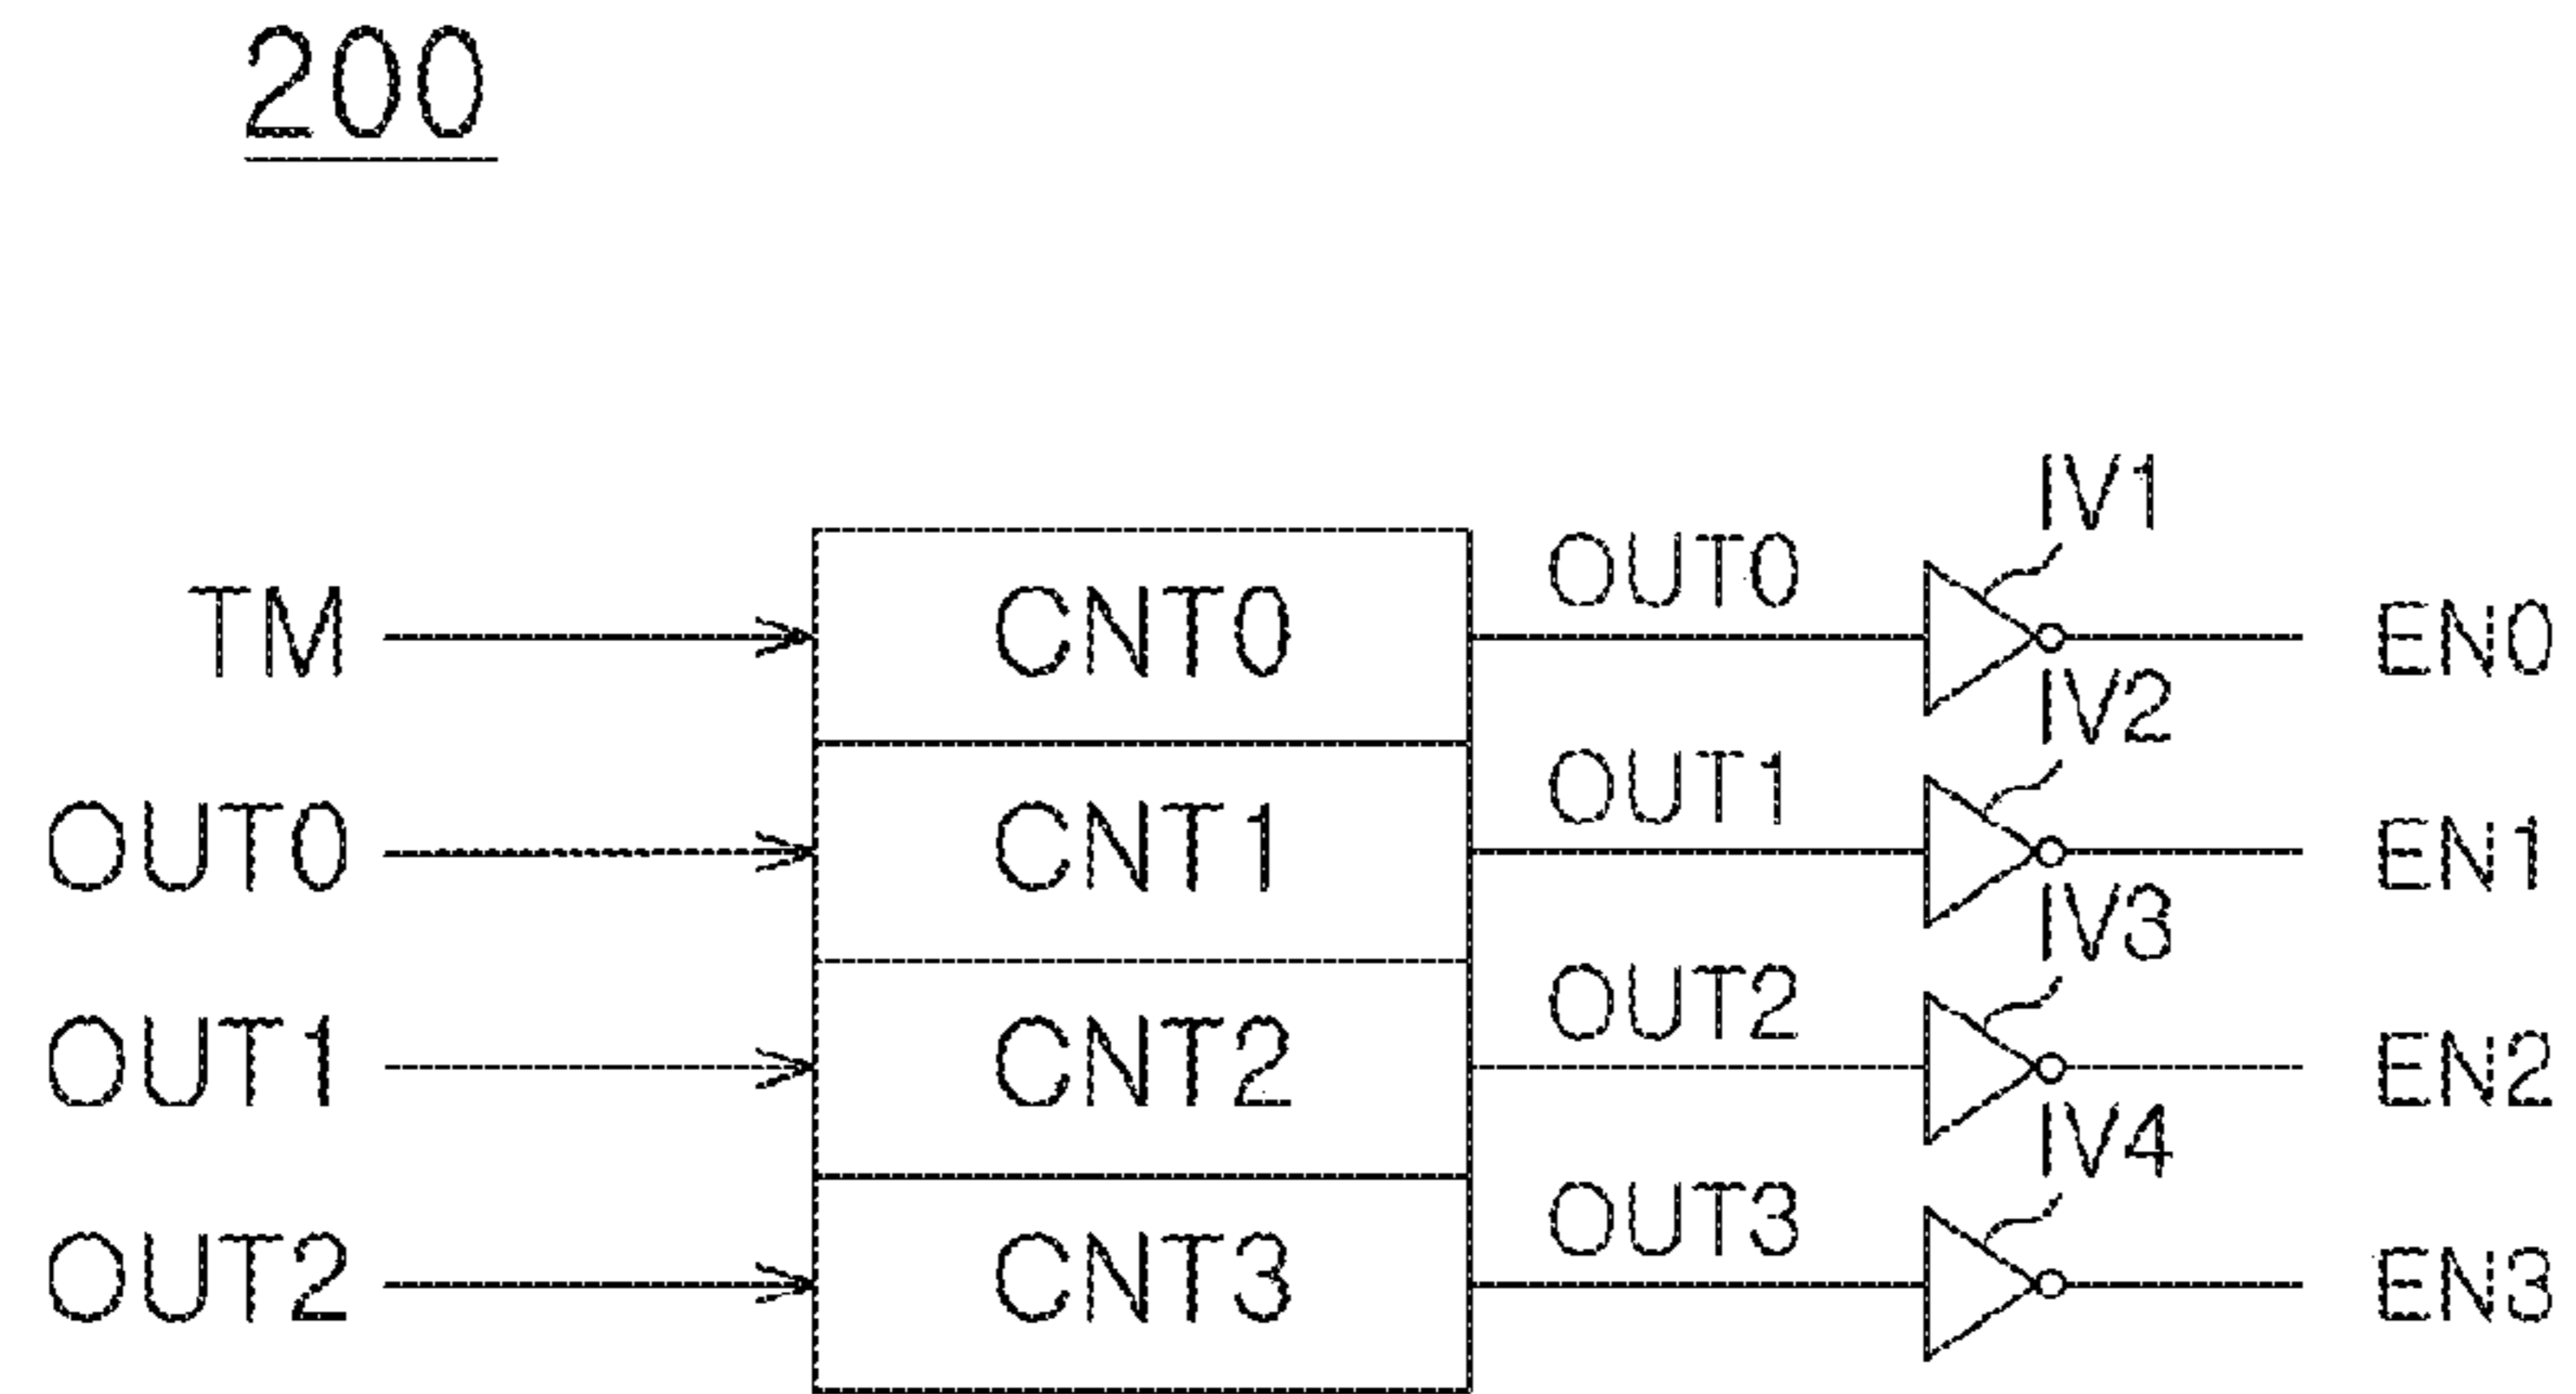 200
IV1
TM CNT0 OUT0 EN0
IV2
OUT0 CNT1 OUT1 EN1
IV3
OUT1 CNT2 OUT2 EN2
IV4
OUT2 CNT3 OUT3 EN3